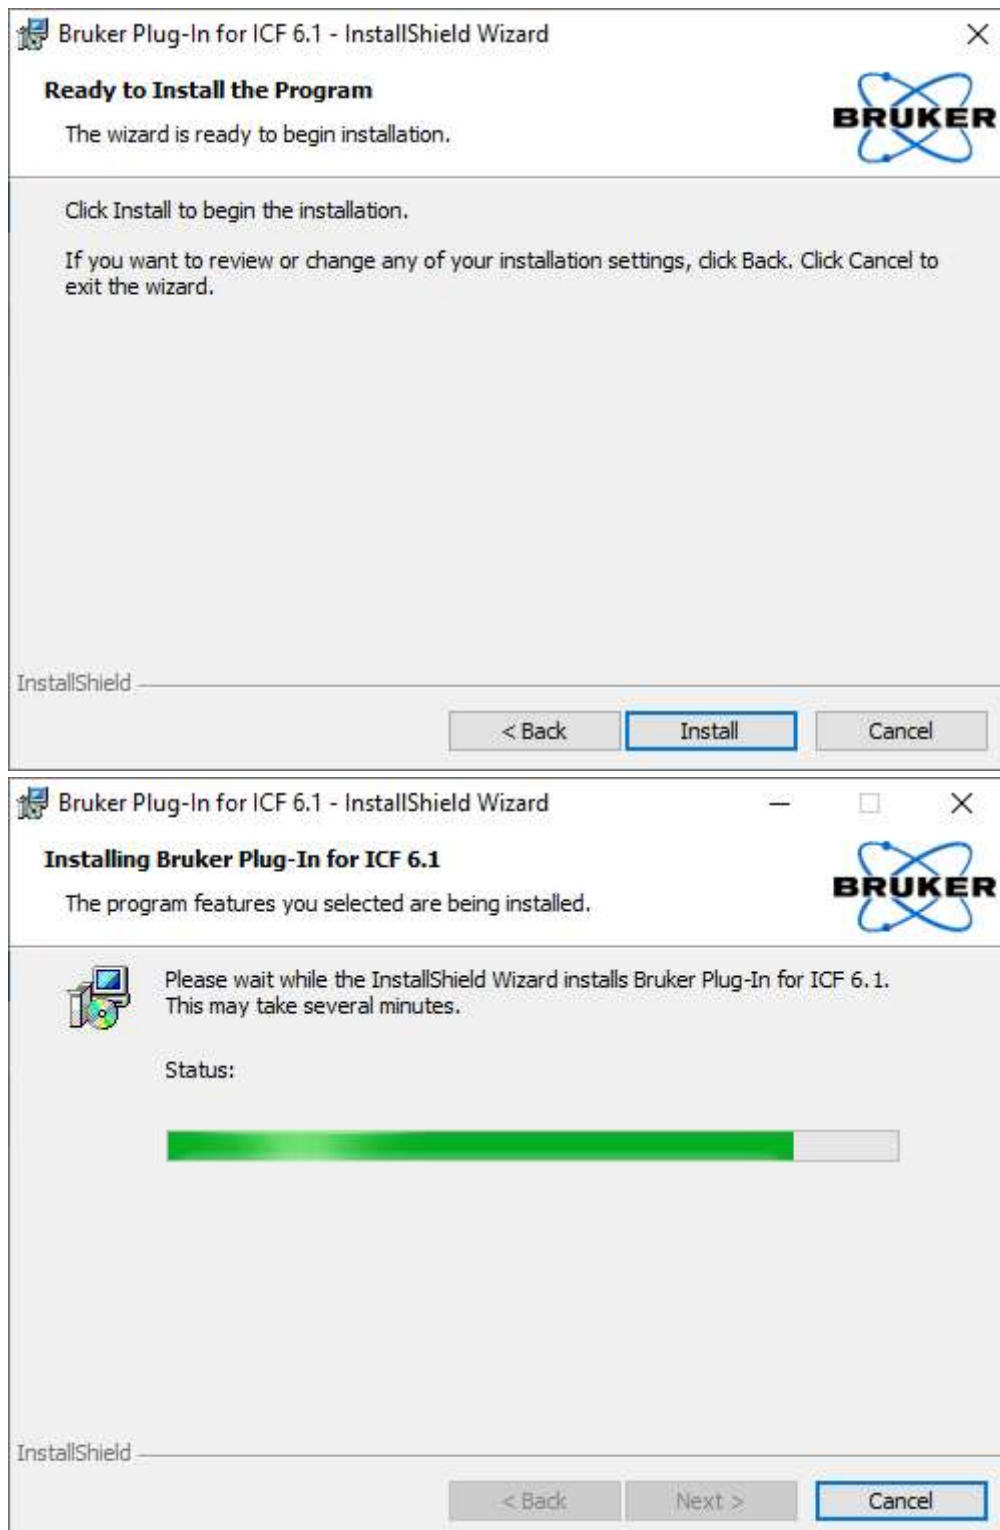 Bruker Plug-In for ICF 6.1 - InstallShield Wizard
Ready to Install the Program
The wizard is ready to begin installation.
BRUKER
Click Install to begin the installation.
If you want to review or change any of your installation settings, click Back. Click Cancel to
exit the wizard.
InstallShield
< Back
Install
Cancel
Bruker Plug-In for ICF 6.1 - InstallShield Wizard
Installing Bruker Plug-In for ICF 6.1
The program features you selected are being installed.
BRUKER
Please wait while the InstallShield Wizard installs Bruker Plug-In for ICF 6.1.
This may take several minutes.
Status:
InstallShield
< Back
Next >
Cancel